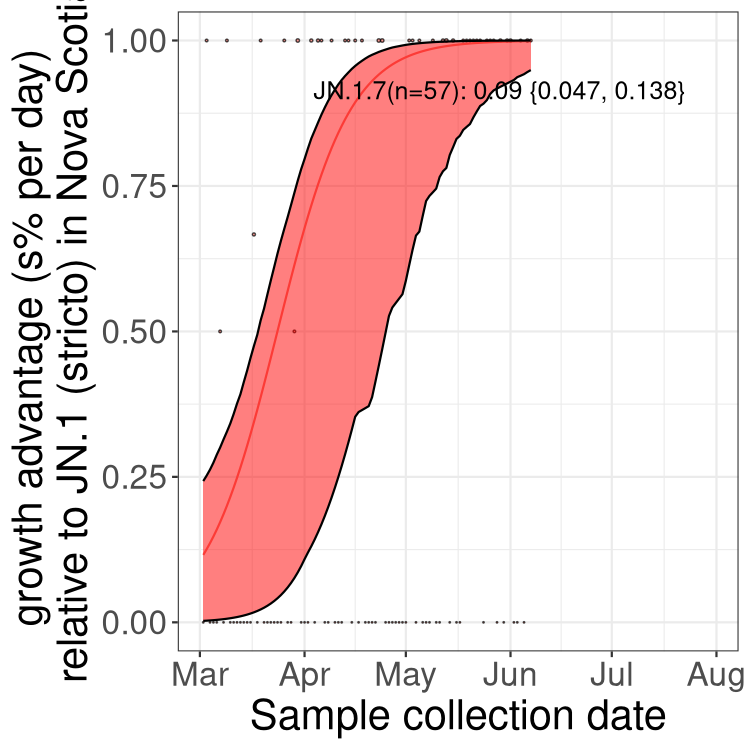 growth advantage (s% per day)
relative to JN.1 (stricto) in Nova Scotia
1.00
0.75
0.50
0.25
0.00
JN.1.7(n=57): 0.09 {0.047, 0.138}
Mar Apr May Jun Jul Aug
Sample collection date